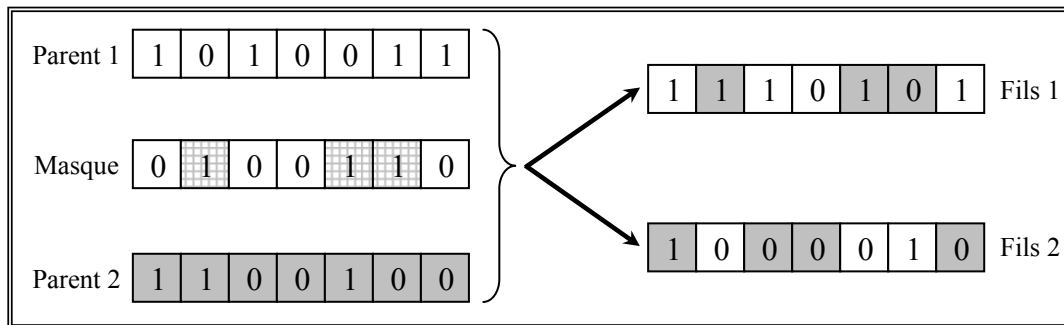 Parent 1 1 0 1 0 0 1 1
Masque 0 1 0 0 1 1 0
Parent 2 1 1 0 0 1 0 0
1 1 1 0 1 0 1 Fils 1
1 0 0 0 0 1 0 Fils 2